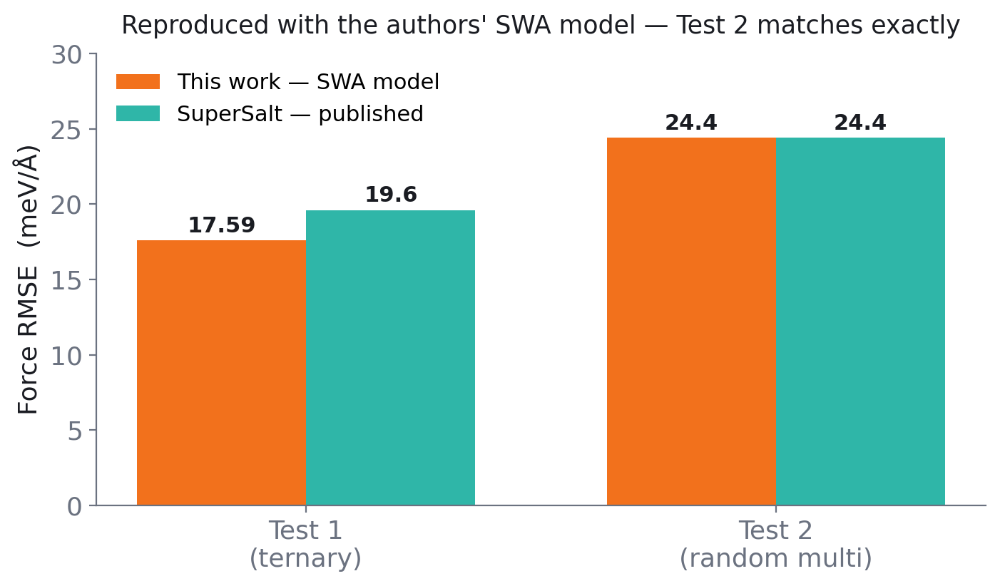 Reproduced with the authors' SWA model — Test 2 matches exactly
30
25
20
15
10
5
0
Force RMSE (meV/Å)
This work — SWA model
SuperSalt — published
17.59
19.6
24.4
24.4
Test 1
(ternary)
Test 2
(random multi)